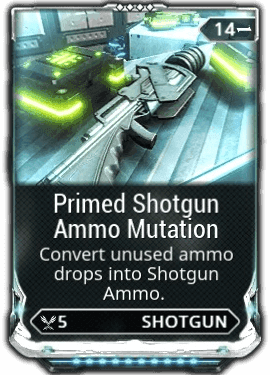 14
Primed Shotgun
Ammo Mutation
Convert unused ammo
drops into Shotgun
Ammo.
5 SHOTGUN